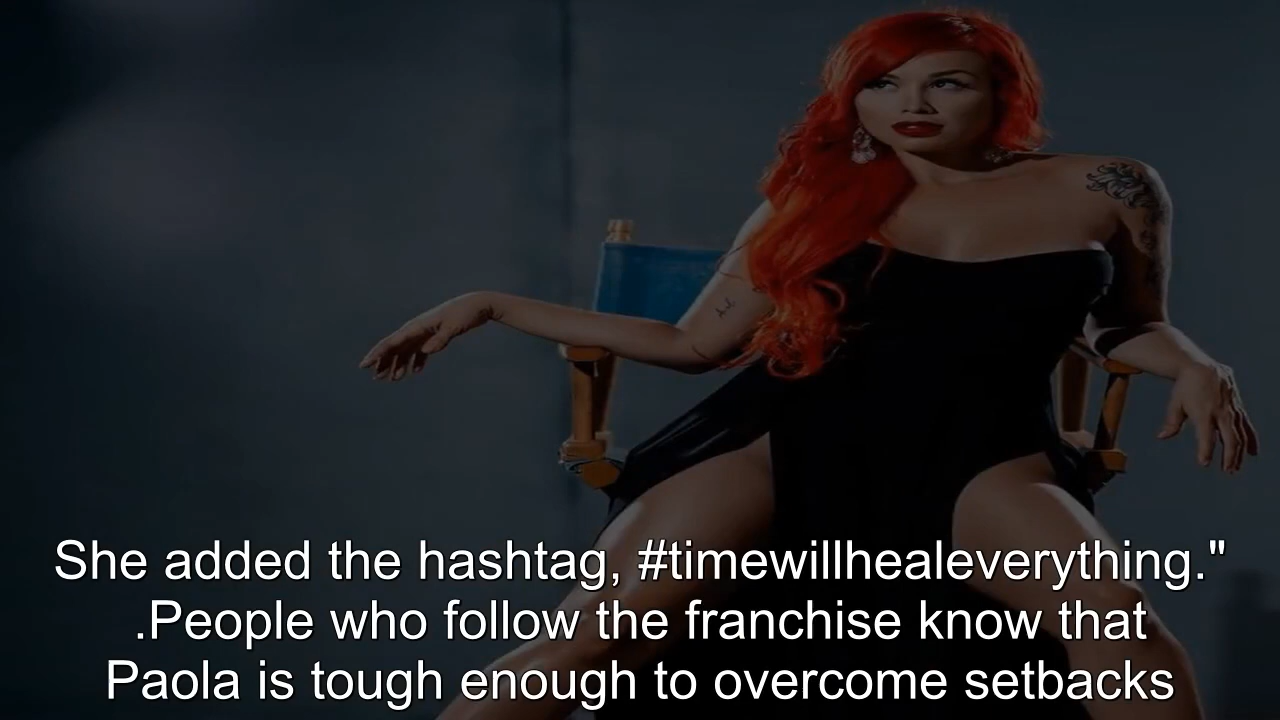 She added the hashtag, #timewillhealeverything."
.People who follow the franchise know that
Paola is tough enough to overcome setbacks